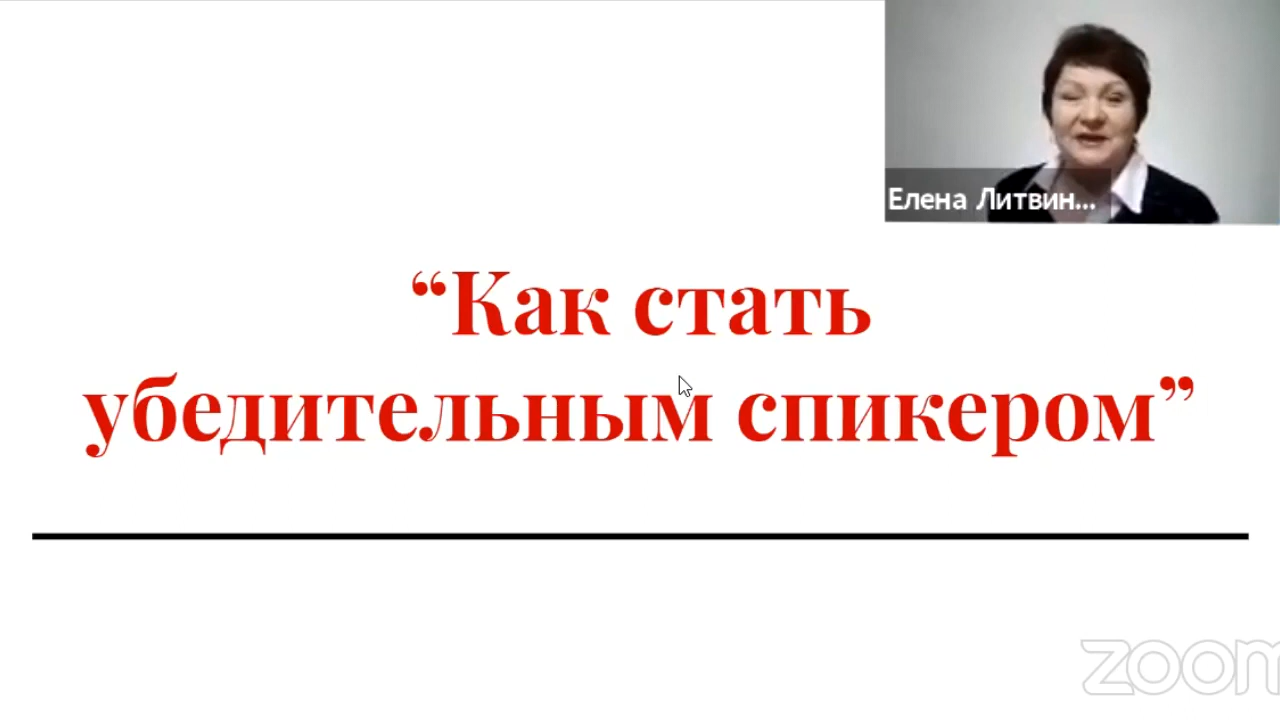 Елена Литвин...
“Как стать
убедительным спикером”
zoom